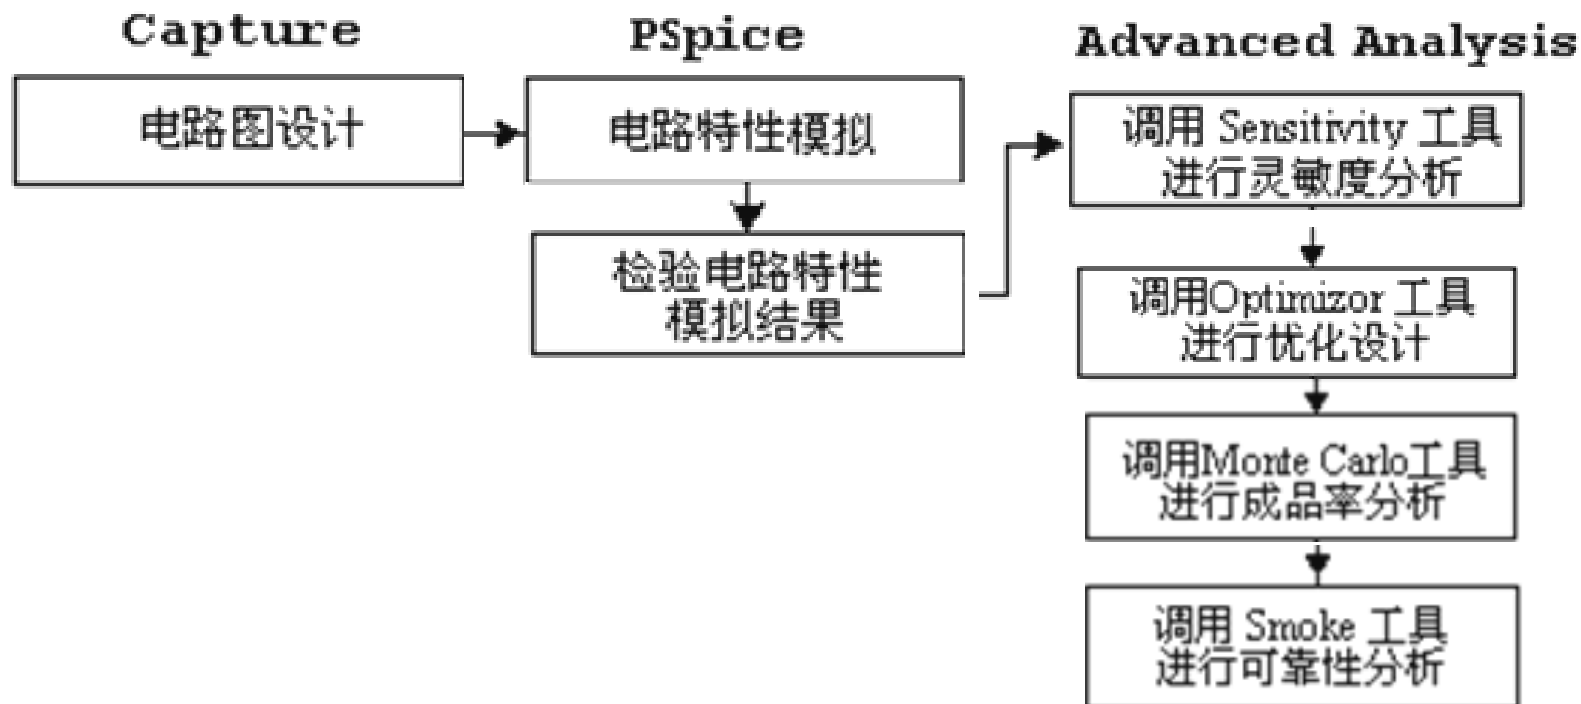 Capture
电路图设计
PSpice
电路特性模拟
检验电路特性
模拟结果
Advanced Analysis
调用 Sensitivity 工具
进行灵敏度分析
调用Optimizor 工具
进行优化设计
调用Monte Carlo工具
进行成品率分析
调用 Smoke 工具
进行可靠性分析